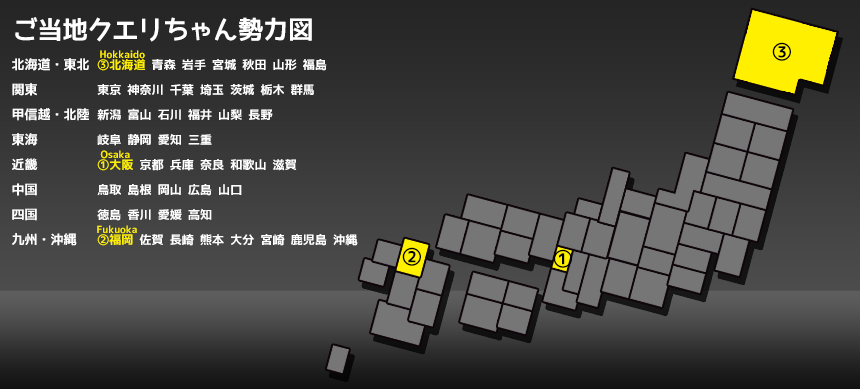 ご当地クエリちゃん勢力図
Hokkaido
北海道・東北 ③北海道 青森 岩手 宮城 秋田 山形 福島
関東 東京 神奈川 千葉 埼玉 茨城 栃木 群馬
甲信越・北陸 新潟 富山 石川 福井 山梨 長野
東海 岐阜 静岡 愛知 三重
Osaka
近畿 ①大阪 京都 兵庫 奈良 和歌山 滋賀
中国 鳥取 島根 岡山 広島 山口
四国 徳島 香川 愛媛 高知
Fukuoka
九州・沖縄 ②福岡 佐賀 長崎 熊本 大分 宮崎 鹿児島 沖縄
③
②
①